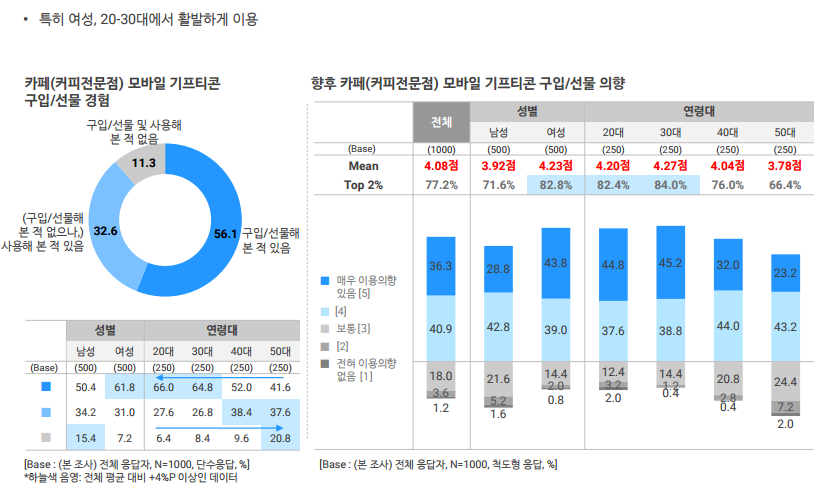 • 특히 여성, 20-30대에서 활발하게 이용
카페(커피전문점) 모바일 기프티콘
구입/선물 경험
구입/선물 및 사용해
본 적 없음
11.3
(구입/선물해
본 적 없으나,)
사용해 본 적 있음
32.6
56.1
구입/선물해
본 적 있음
성별 연령대
남성 여성 20대 30대 40대 50대
(Base) (500) (500) (250) (250) (250) (250)
50.4 61.8 66.0 64.8 52.0 41.6
34.2 31.0 27.6 26.8 38.4 37.6
15.4 7.2 6.4 8.4 9.6 20.8
[Base : (본 조사) 전체 응답자, N=1000, 단수응답, %]
*하늘색 음영: 전체 평균 대비 +4%P 이상인 데이터
향후 카페(커피전문점) 모바일 기프티콘 구입/선물 의향
전체 성별 연령대
남성 여성 20대 30대 40대 50대
(Base) (1000) (500) (500) (250) (250) (250) (250)
Mean 4.08점 3.92점 4.23점 4.20점 4.27점 4.04점 3.78점
Top 2% 77.2% 71.6% 82.8% 82.4% 84.0% 76.0% 66.4%
매우 이용의향
있음 [5]
[4]
보통 [3]
[2]
전혀 이용의향
없음 [1]
36.3 28.8 43.8 44.8 45.2 32.0 23.2
40.9 42.8 39.0 37.6 38.8 44.0 43.2
18.0 21.6 14.4 12.4 14.4 20.8 24.4
3.6 5.2 2.0 3.2 1.2 2.8 7.2
1.2 1.6 0.8 2.0 0.4 0.4 2.0
[Base : (본 조사) 전체 응답자, N=1000, 척도형 응답, %]